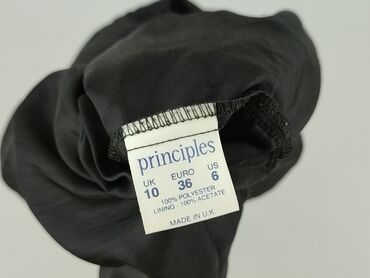 principles
UK EURO US
10 36 6
100% POLYESTER
LINING 100% ACETATE
MADE IN U.K.